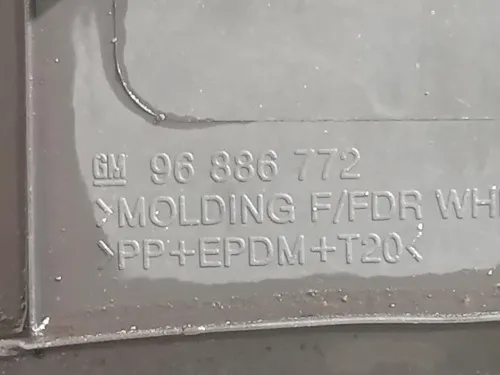 GM 96 886 772
>MOLDING F/FDR WH
>PP+EPDM+T20<